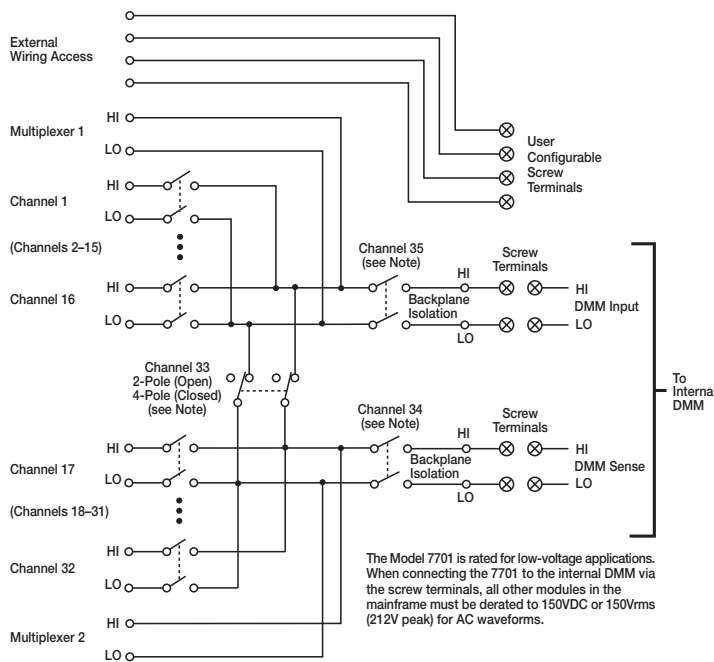 External
Wiring Access
Multiplexer 1
HI
LO
Channel 1
HI
LO
(Channels 2–15)
Channel 16
HI
LO
User
Configurable
Screw
Terminals
Channel 35
(see Note)
Backplane
Isolation
HI
LO
Screw
Terminals
HI
DMM Input
LO
Channel 33
2-Pole (Open)
4-Pole (Closed)
(see Note)
To
Interna
DMM
Channel 34
(see Note)
Backplane
Isolation
HI
LO
Screw
Terminals
HI
DMM Sense
LO
Channel 17
HI
LO
(Channels 18–31)
Channel 32
HI
LO
Multiplexer 2
HI
LO
The Model 7701 is rated for low-voltage applications.
When connecting the 7701 to the internal DMM via
the screw terminals, all other modules in the
mainframe must be derated to 150VDC or 150Vrms
(212V peak) for AC waveforms.